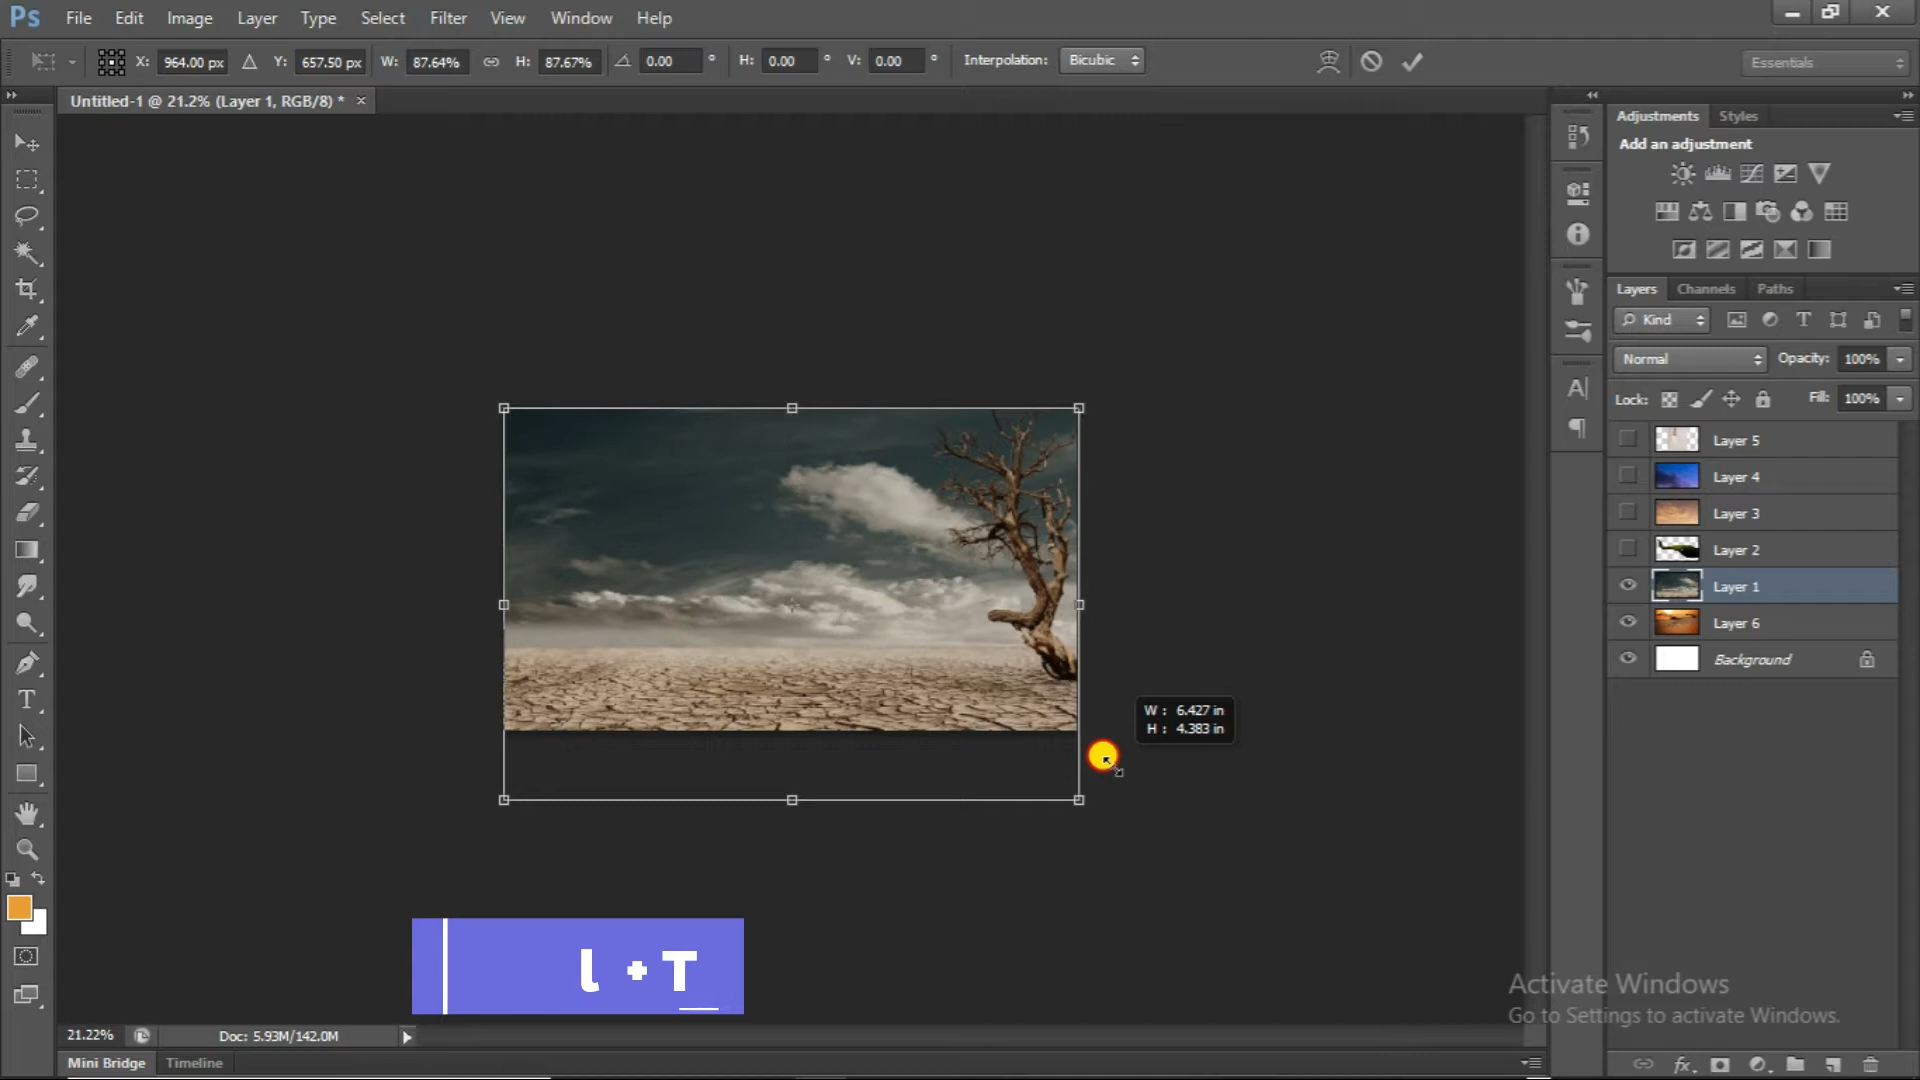 Ps File Edit Image Layer Type Select Filter View Window Help
X: 964.00 px Y: 657.50 px W: 87.64% H: 87.67% 0.00 ° H: 0.00 ° V: 0.00 ° Interpolation: Bicubic Essentials
Untitled-1 @ 21.2% (Layer 1, RGB/8) * ×
Adjustments Styles
Add an adjustment
Layers Channels Paths
Kind
Normal Opacity: 100%
Lock: Fill: 100%
Layer 5
Layer 4
Layer 3
Layer 2
Layer 1
Layer 6
Background
W : 6.427 in
H : 4.383 in
l + T
Activate Windows
Go to Settings to activate Windows.
21.22% Doc: 5.93M/142.0M
Mini Bridge Timeline